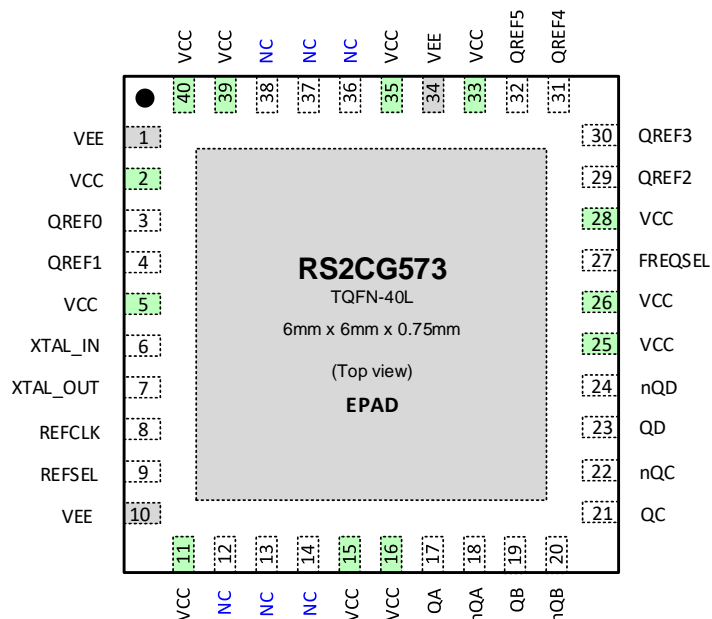 VCC
VCC
NC
NC
NC
VCC
VEE
VCC
QREF5
QREF4
40
39
38
37
36
35
34
33
32
31
VEE 1
VCC 2
QREF0 3
QREF1 4
VCC 5
XTAL_IN 6
XTAL_OUT 7
REFCLK 8
REFSEL 9
VEE 10
RS2CG573
TQFN-40L
6mm x 6mm x 0.75mm
(Top view)
EPAD
30 QREF3
29 QREF2
28 VCC
27 FREQSEL
26 VCC
25 VCC
24 nQD
23 QD
22 nQC
21 QC
11
12
13
14
15
16
17
18
19
20
VCC
NC
NC
NC
VCC
VCC
QA
nQA
QB
nQB